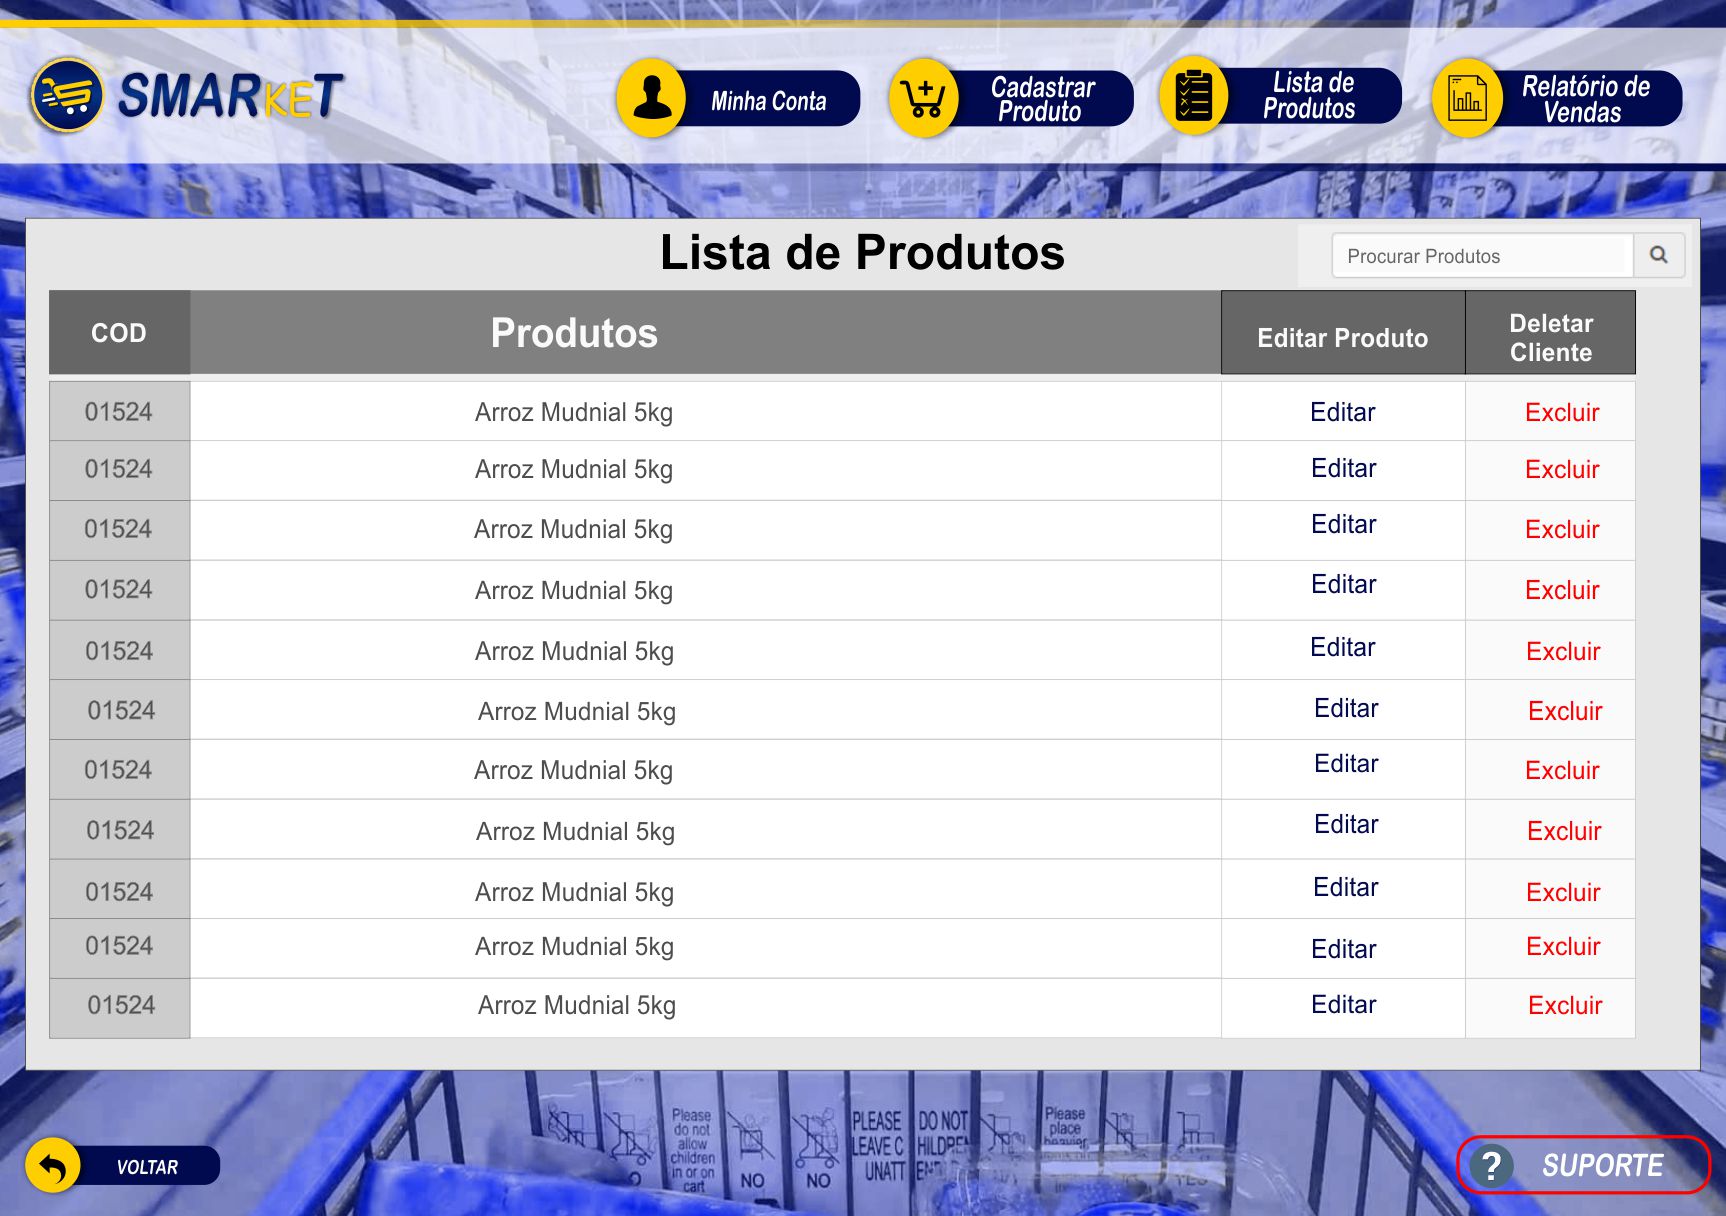 SMARKET
Minha Conta
Cadastrar
Produto
Lista de
Produtos
Relatório de
Vendas
Lista de Produtos
Procurar Produtos
COD
Produtos
Editar Produto
Deletar
Cliente
01524 Arroz Mudnial 5kg Editar Excluir
01524 Arroz Mudnial 5kg Editar Excluir
01524 Arroz Mudnial 5kg Editar Excluir
01524 Arroz Mudnial 5kg Editar Excluir
01524 Arroz Mudnial 5kg Editar Excluir
01524 Arroz Mudnial 5kg Editar Excluir
01524 Arroz Mudnial 5kg Editar Excluir
01524 Arroz Mudnial 5kg Editar Excluir
01524 Arroz Mudnial 5kg Editar Excluir
01524 Arroz Mudnial 5kg Editar Excluir
01524 Arroz Mudnial 5kg Editar Excluir
Please
do not
allow
children
in or on
cart
NO
NO
PLEASE
LEAVE C
UNATT
DO NOT
HILDREN
Please
place
heavier
VOLTAR
? SUPORTE